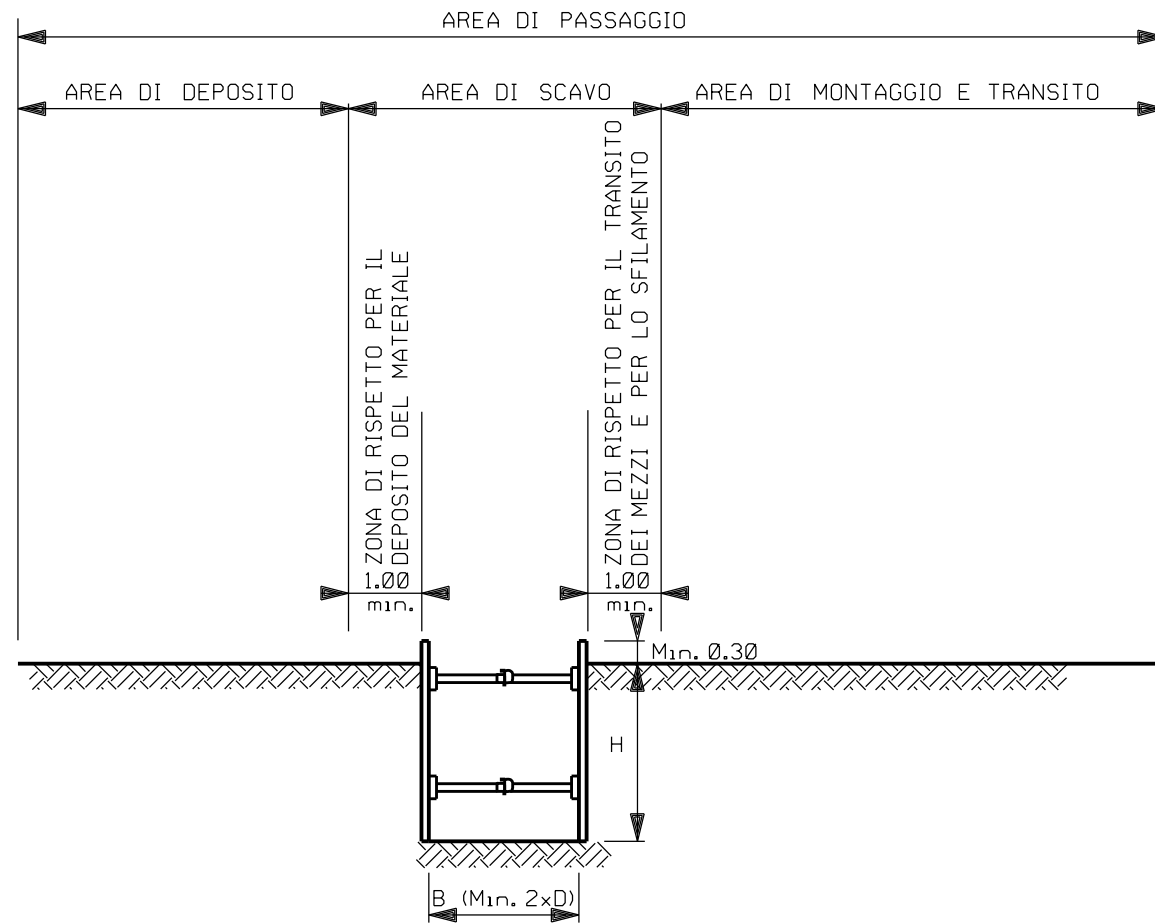 AREA DI PASSAGGIO
AREA DI DEPOSITO
AREA DI SCAVO
AREA DI MONTAGGIO E TRANSITO
ZONA DI RISPETTO PER IL
DEPOSITO DEL MATERIALE
ZONA DI RISPETTO PER IL TRANSITO
DEI MEZZI E PER LO SFILAMENTO
1.00
min.
1.00
min.
Min. 0.30
H
B (Min. 2xD)